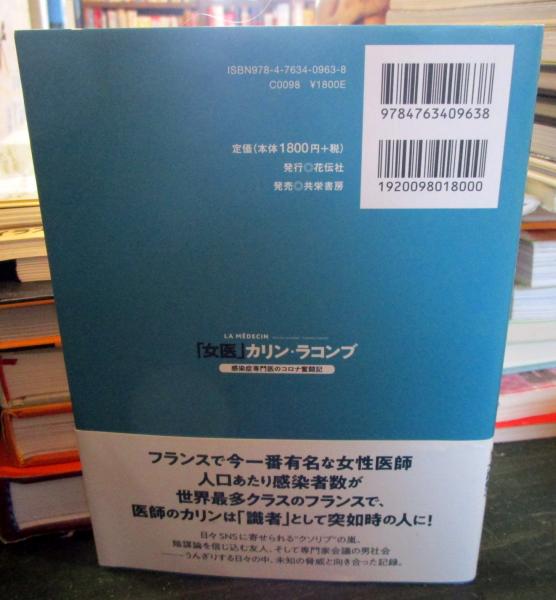 ISBN978-4-7634-0963-8
C0098 ¥1800E
9784763409638
定価(本体1800円+税)
発行◎花伝社
発売◎共栄書房
1920098018000
LA MÉDECIN
「女医」カリン・ラコンブ
感染症専門医のコロナ奮闘記
フランスで今一番有名な女性医師
人口あたり感染者数が
世界最多クラスのフランスで、
医師のカリンは「識者」として突如時の人に!
日々SNSに寄せられる“クソリプ”の嵐、
陰謀論を信じ込む友人、そして専門家会議の男社会
――うんざりする日々の中、未知の脅威と向き合った記録。